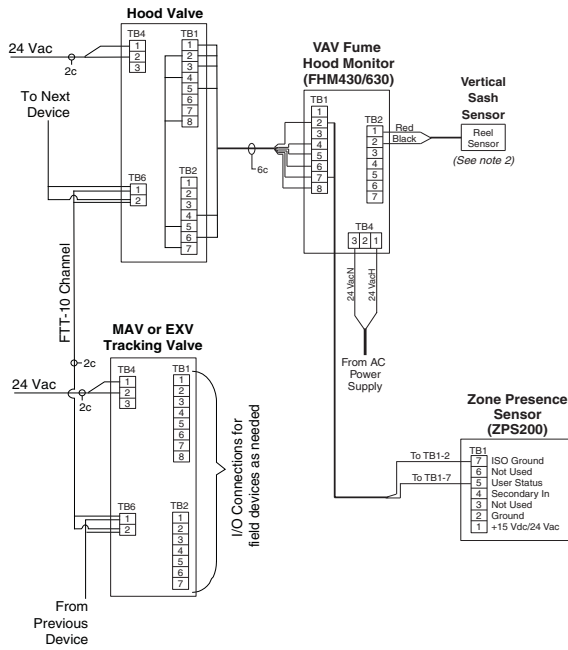 Hood Valve
24 Vac
2c
TB4
1
2
3
TB1
1
2
3
4
5
6
7
8
To Next
Device
TB6
1
2
TB2
1
2
3
4
5
6
7
6c
VAV Fume
Hood Monitor
(FHM430/630)
TB1
1
2
3
4
5
6
7
8
TB2
1
2
3
4
5
6
7
Red
Black
TB4
3 2 1
24 VacN
24 VacH
From AC
Power
Supply
Vertical
Sash
Sensor
Reel
Sensor
(See note 2)
FTT-10 Channel
2c
MAV or EXV
Tracking Valve
24 Vac
2c
TB4
1
2
3
TB1
1
2
3
4
5
6
7
8
TB6
1
2
TB2
1
2
3
4
5
6
7
I/O Connections for
field devices as needed
From
Previous
Device
Zone Presence
Sensor
(ZPS200)
To TB1-2
To TB1-7
TB1
7 ISO Ground
6 Not Used
5 User Status
4 Secondary In
3 Not Used
2 Ground
1 +15 Vdc/24 Vac